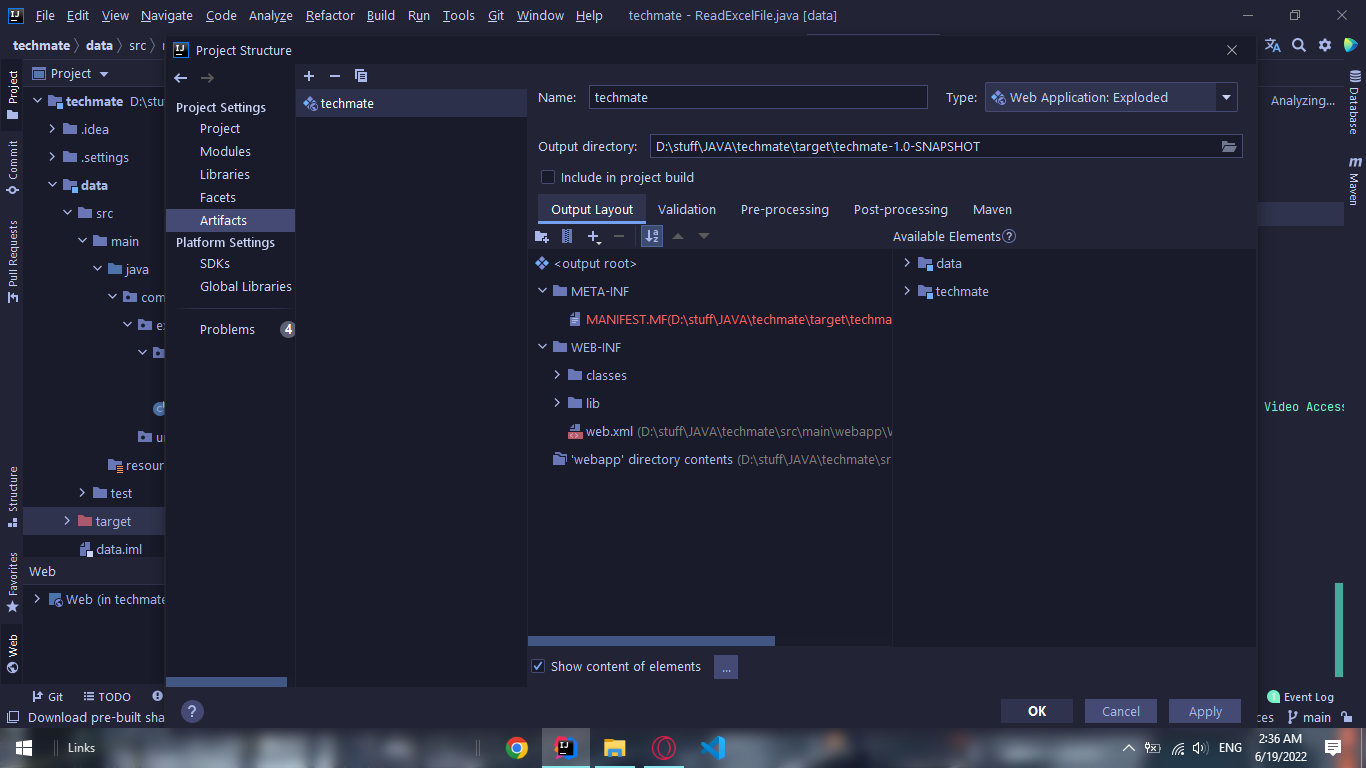 File Edit View Navigate Code Analyze Refactor Build Run Tools Git Window Help techmate - ReadExcelFile.java [data]
techmate data src
Project
Project Structure
techmate D:\stu
.idea
.settings
data
src
main
java
com
resour
test
target
data.iml
Web
Web (in techmate
Project
Commit
Pull Requests
Structure
Favorites
Web
Project Settings
Project
Modules
Libraries
Facets
Artifacts
Platform Settings
SDKs
Global Libraries
Problems 4
techmate
Name: techmate Type: Web Application: Exploded
Output directory: D:\stuff\JAVA\techmate\target\techmate-1.0-SNAPSHOT
Include in project build
Output Layout Validation Pre-processing Post-processing Maven
Available Elements ?
<output root>
META-INF
MANIFEST.MF(D:\stuff\JAVA\techmate\target\techma
WEB-INF
classes
lib
web.xml (D:\stuff\JAVA\techmate\src\main\webapp\
'webapp' directory contents (D:\stuff\JAVA\techmate\sr
data
techmate
Show content of elements ...
? OK Cancel Apply
Analyzing...
Database
Maven
Video Access
Git TODO 1 Event Log
Download pre-built sha ces main
Links
ENG
2:36 AM
6/19/2022